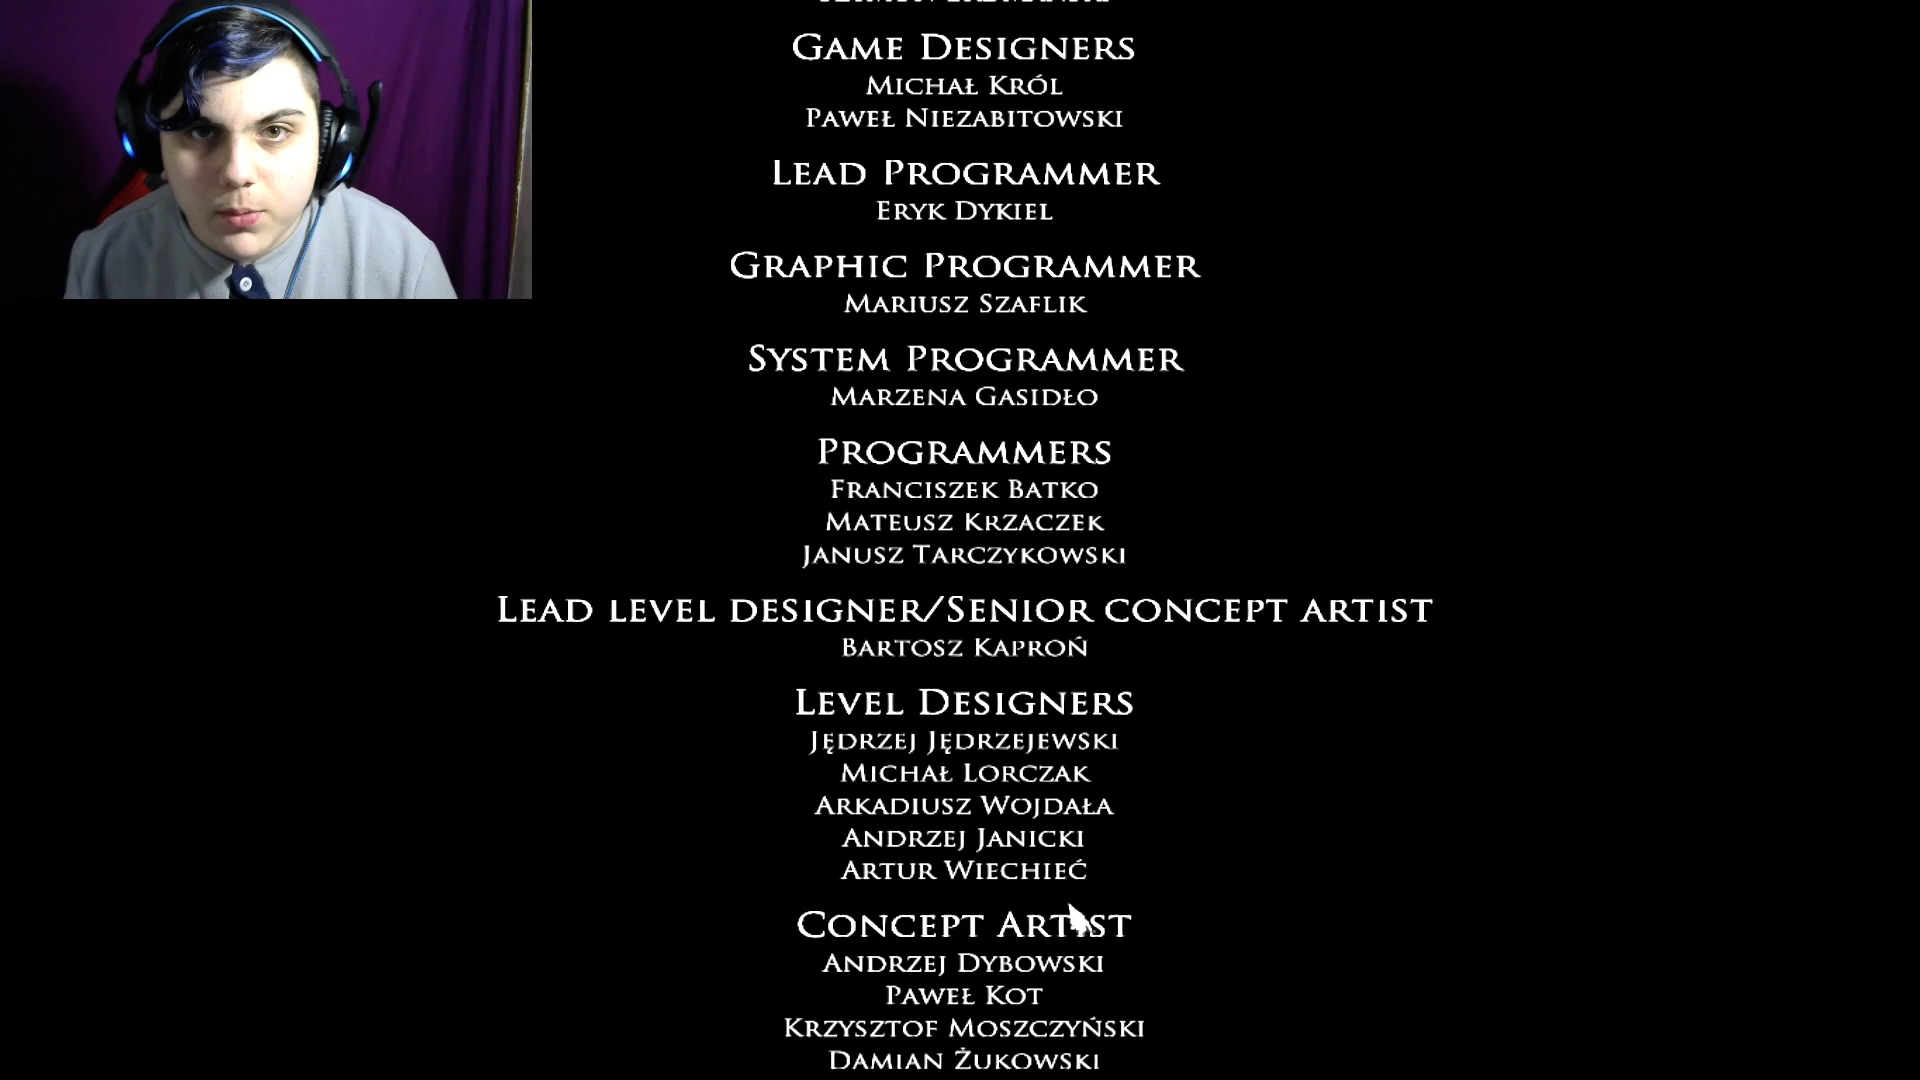 Game Designers
Michał Król
Paweł Niezabitowski
Lead Programmer
Eryk Dykiel
Graphic Programmer
Mariusz Szaflik
System Programmer
Marzena Gasidło
Programmers
Franciszek Batko
Mateusz Krzaczek
Janusz Tarczykowski
Lead level designer/Senior concept artist
Bartosz Kaproń
Level Designers
Jędrzej Jędrzejewski
Michał Lorczak
Arkadiusz Wojdała
Andrzej Janicki
Artur Wiechieć
Concept Artist
Andrzej Dybowski
Paweł Kot
Krzysztof Moszczyński
Damian Żukowski